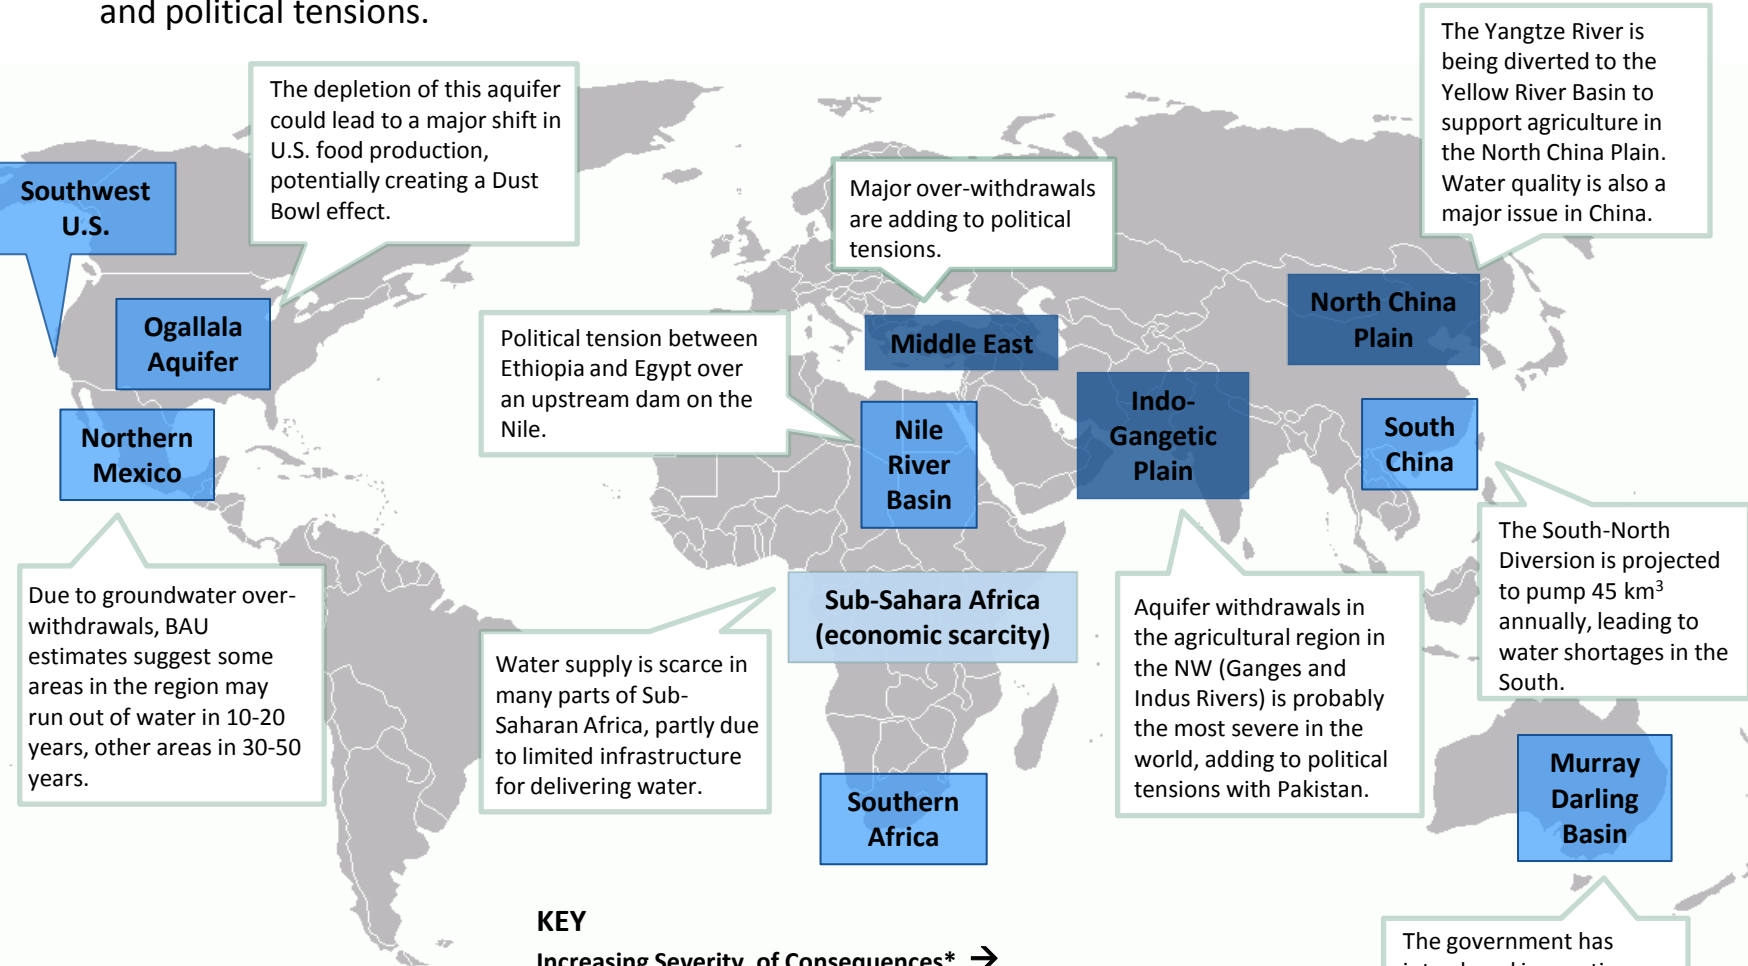 and political tensions.
The Yangtze River is
being diverted to the
Yellow River Basin to
support agriculture in
the North China Plain.
Water quality is also a
major issue in China.
The depletion of this aquifer
could lead to a major shift in
U.S. food production,
potentially creating a Dust
Bowl effect.
Southwest
U.S.
Major over-withdrawals
are adding to political
tensions.
Ogallala
Aquifer
Political tension between
Ethiopia and Egypt over
an upstream dam on the
Nile.
Middle East
North China
Plain
Northern
Mexico
Nile
River
Basin
Indo-
Gangetic
Plain
South
China
Due to groundwater over-
withdrawals, BAU
estimates suggest some
areas in the region may
run out of water in 10-20
years, other areas in 30-50
years.
Water supply is scarce in
many parts of Sub-
Saharan Africa, partly due
to limited infrastructure
for delivering water.
Sub-Sahara Africa
(economic scarcity)
Aquifer withdrawals in
the agricultural region in
the NW (Ganges and
Indus Rivers) is probably
the most severe in the
world, adding to political
tensions with Pakistan.
The South-North
Diversion is projected
to pump 45 km³
annually, leading to
water shortages in the
South.
Southern
Africa
Murray
Darling
Basin
KEY
Increasing Severity of Consequences* →
The government has